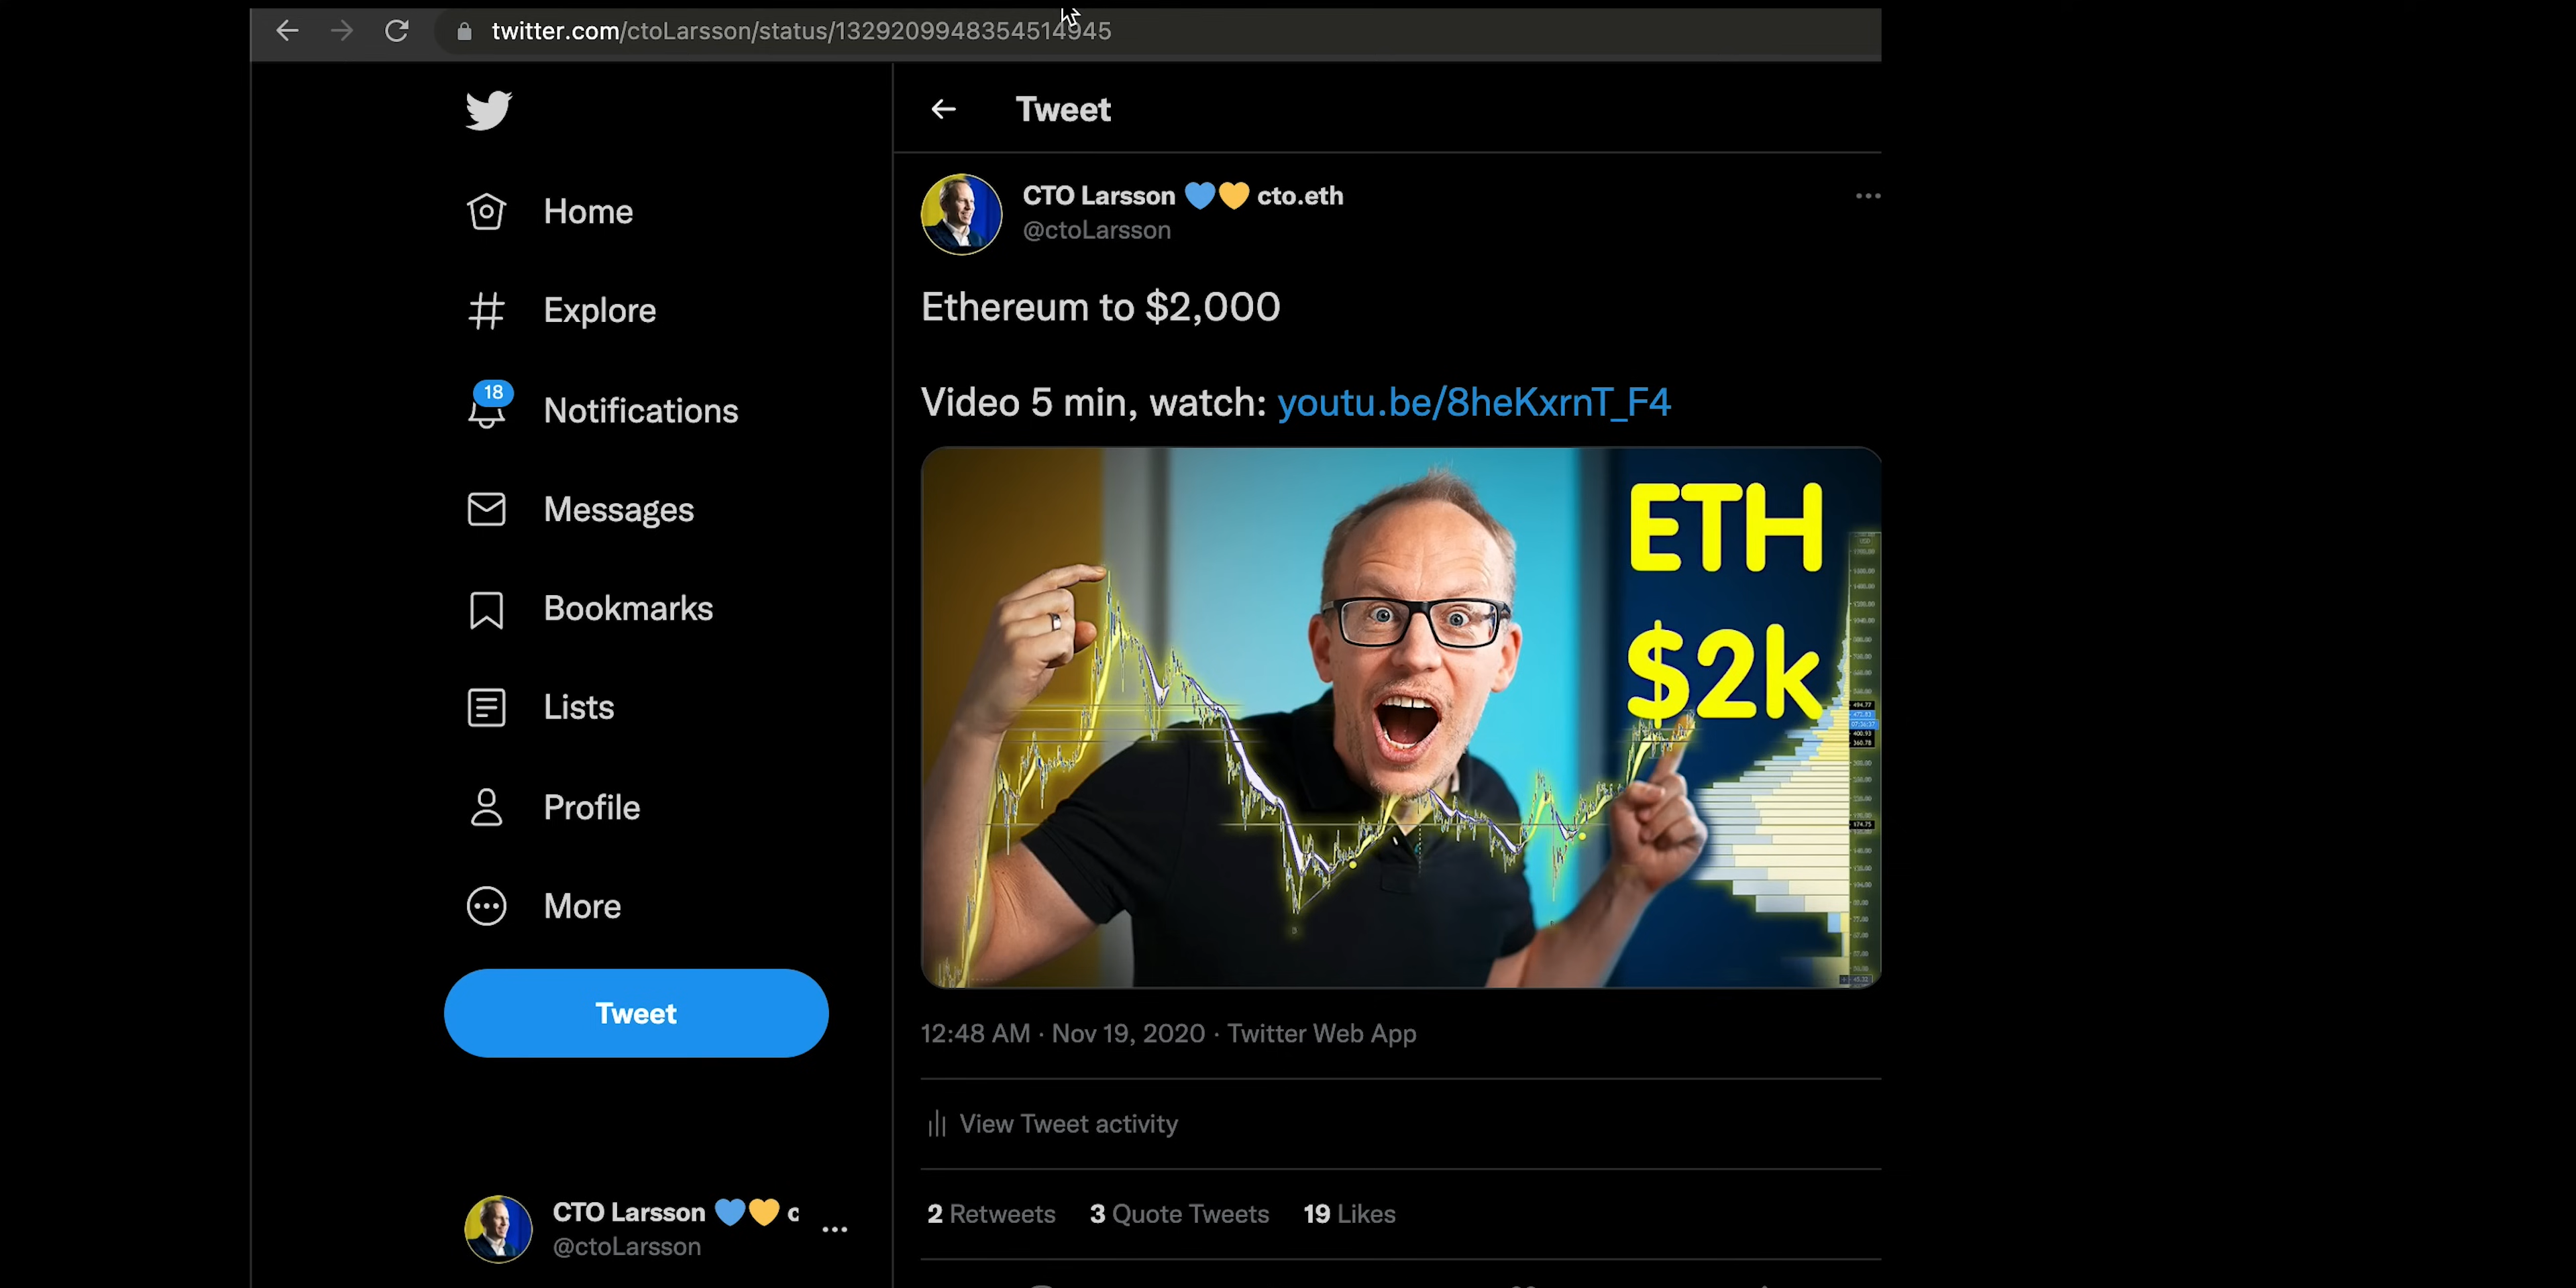 twitter.com/ctoLarsson/status/1329209948354514945
Home
Explore
18
Notifications
Messages
Bookmarks
Lists
Profile
More
Tweet
CTO Larsson 💙💛 c
@ctoLarsson
Tweet
CTO Larsson 💙💛 cto.eth
@ctoLarsson
Ethereum to $2,000
Video 5 min, watch: youtu.be/8heKxrnT_F4
ETH
$2k
12:48 AM · Nov 19, 2020 · Twitter Web App
View Tweet activity
2 Retweets 3 Quote Tweets 19 Likes